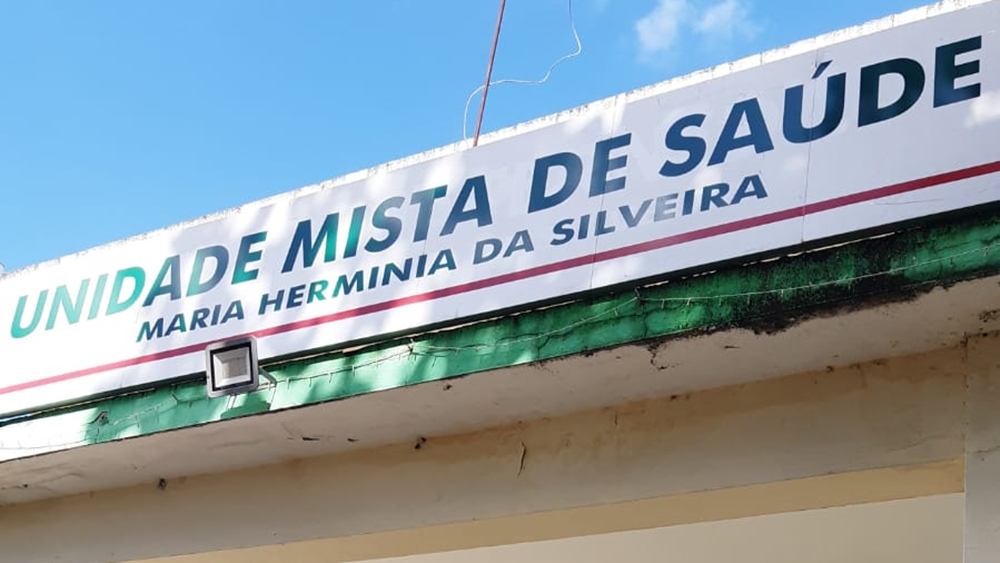 UNIDADE MISTA DE SAÚDE
MARIA HERMINIA DA SILVEIRA